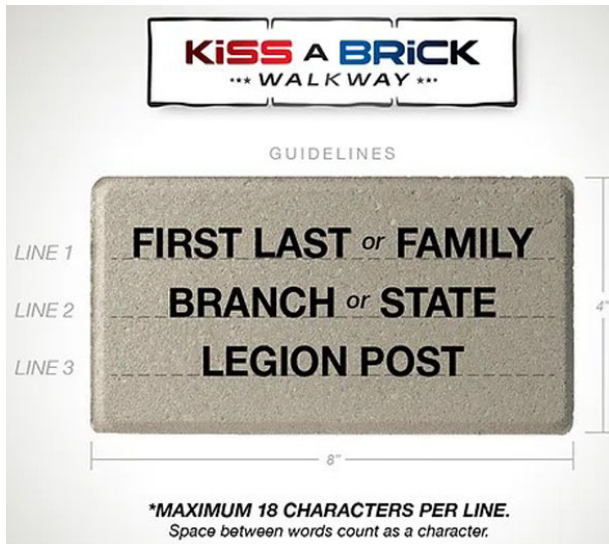 KiSS A BRiCK
*** WALKWAY ***
GUIDELINES
LINE 1 FIRST LAST or FAMILY
LINE 2 BRANCH or STATE
LINE 3 LEGION POST
4"
8"
*MAXIMUM 18 CHARACTERS PER LINE.
Space between words count as a character.